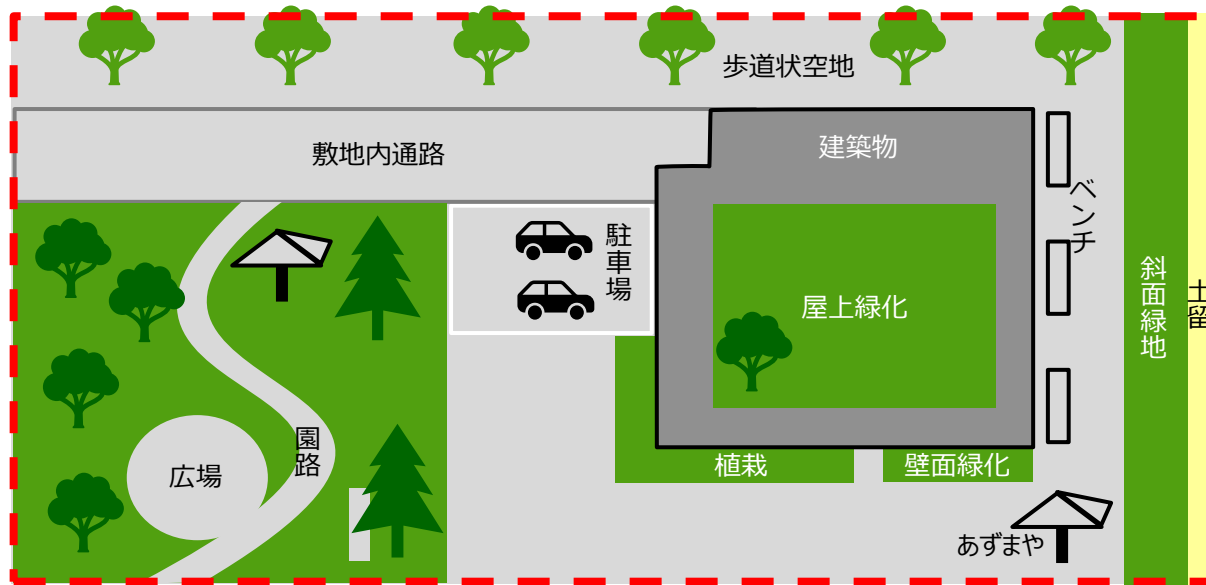 歩道状空地
敷地内通路
建築物
ベンチ
駐車場
斜面緑地
土留
屋上緑化
園路
広場
植栽
壁面緑化
あずまや